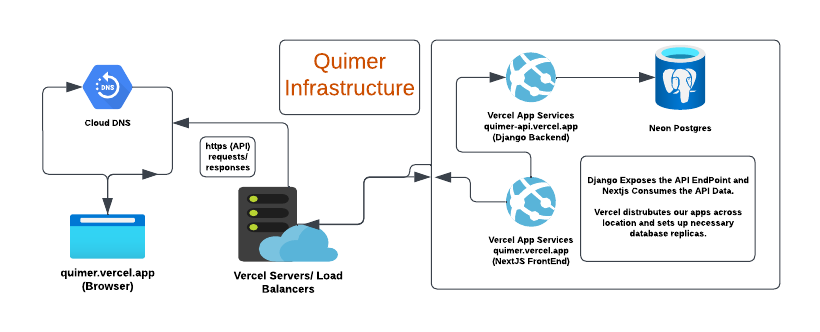 Quimer
Infrastructure
DNS
Cloud DNS
https (API)
requests/
responses
quimer.vercel.app
(Browser)
Vercel Servers/ Load
Balancers
Vercel App Services
quimer-api.vercel.app
(Django Backend)
Neon Postgres
Vercel App Services
quimer.vercel.app
(NextJS FrontEnd)
Django Exposes the API EndPoint and
Nextjs Consumes the API Data.
Vercel distrubutes our apps across
location and sets up necessary
database replicas.